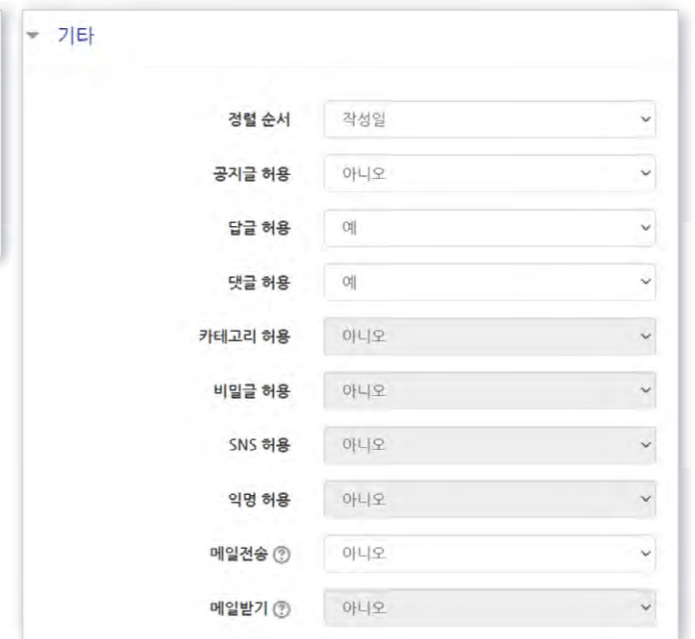 기타
정렬 순서 작성일
공지글 허용 아니오
답글 허용 예
댓글 허용 예
카테고리 허용 아니오
비밀글 허용 아니오
SNS 허용 아니오
익명 허용 아니오
메일전송 ? 아니오
메일받기 ? 아니오